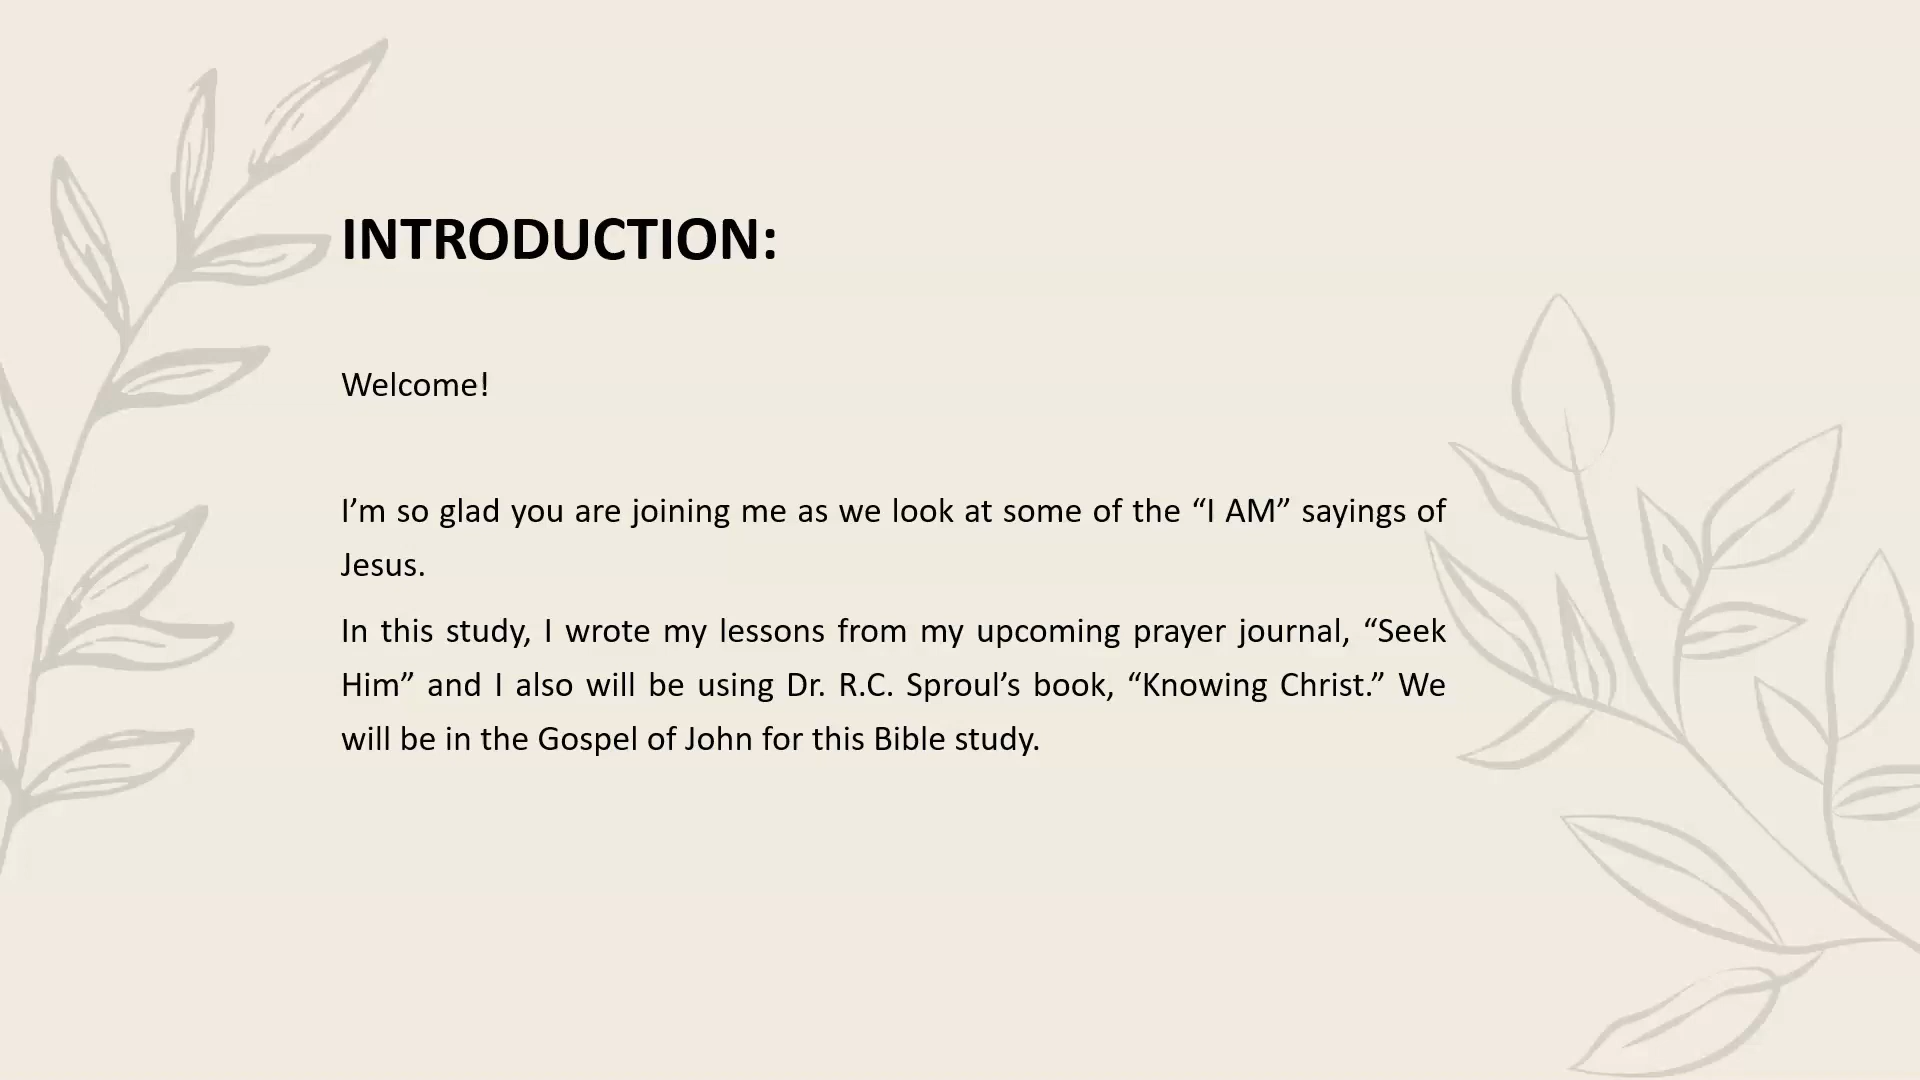 INTRODUCTION:
Welcome!
I’m so glad you are joining me as we look at some of the “I AM” sayings of
Jesus.
In this study, I wrote my lessons from my upcoming prayer journal, “Seek
Him” and I also will be using Dr. R.C. Sproul’s book, “Knowing Christ.” We
will be in the Gospel of John for this Bible study.